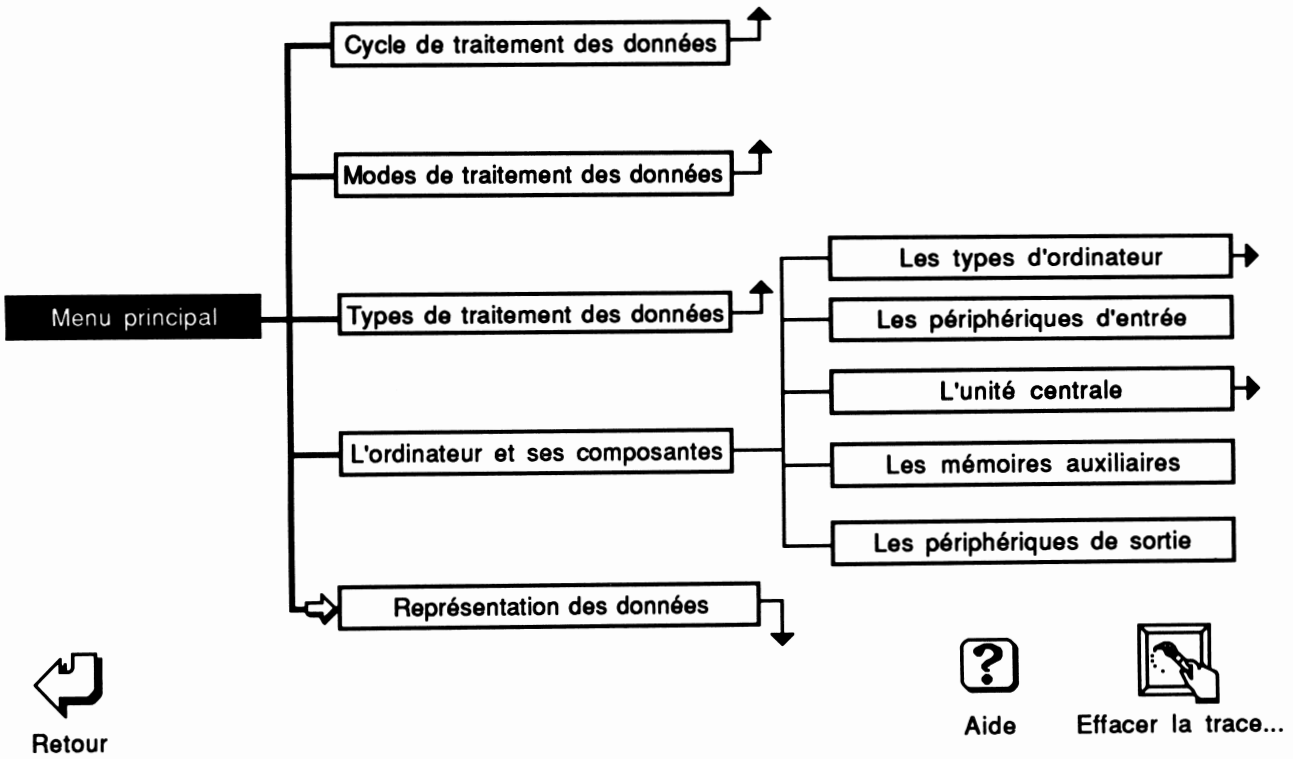 Cycle de traitement des données
Modes de traitement des données
Les types d'ordinateur
Menu principal
Types de traitement des données
Les périphériques d'entrée
L'unité centrale
L'ordinateur et ses composantes
Les mémoires auxiliaires
Les périphériques de sortie
Représentation des données
?
Retour
Aide
Effacer la trace...